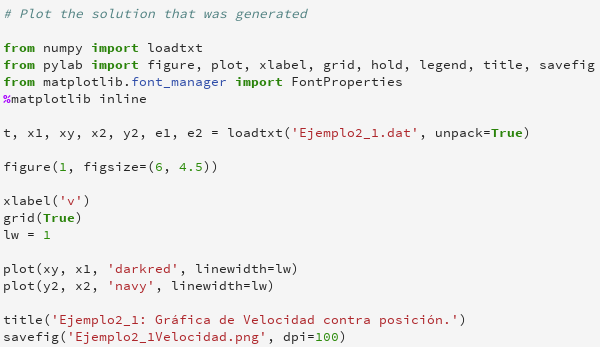 # Plot the solution that was generated
from numpy import loadtxt
from pylab import figure, plot, xlabel, grid, hold, legend, title, savefig
from matplotlib.font_manager import FontProperties
%matplotlib inline
t, x1, xy, x2, y2, e1, e2 = loadtxt('Ejemplo2_1.dat', unpack=True)
figure(1, figsize=(6, 4.5))
xlabel('v')
grid(True)
lw = 1
plot(xy, x1, 'darkred', linewidth=lw)
plot(y2, x2, 'navy', linewidth=lw)
title('Ejemplo2_1: Gráfica de Velocidad contra posición.')
savefig('Ejemplo2_1Velocidad.png', dpi=100)